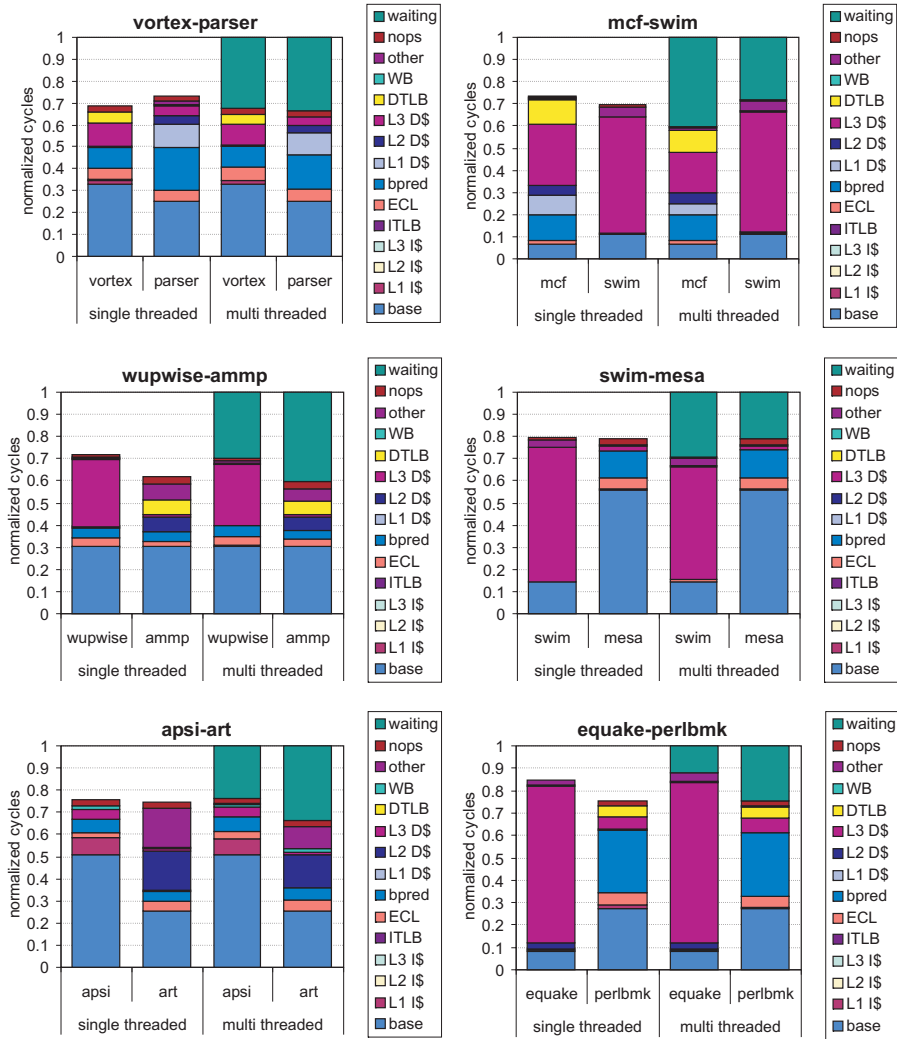 vortex-parser
normalized cycles
1
0.9
0.8
0.7
0.6
0.5
0.4
0.3
0.2
0.1
0
vortex parser vortex parser
single threaded multi threaded
waiting
nops
other
WB
DTLB
L3 D$
L2 D$
L1 D$
bpred
ECL
ITLB
L3 I$
L2 I$
L1 I$
base
mcf-swim
normalized cycles
1
0.9
0.8
0.7
0.6
0.5
0.4
0.3
0.2
0.1
0
mcf swim mcf swim
single threaded multi threaded
waiting
nops
other
WB
DTLB
L3 D$
L2 D$
L1 D$
bpred
ECL
ITLB
L3 I$
L2 I$
L1 I$
base
wupwise-ammp
normalized cycles
1
0.9
0.8
0.7
0.6
0.5
0.4
0.3
0.2
0.1
0
wupwise ammp wupwise ammp
single threaded multi threaded
waiting
nops
other
WB
DTLB
L3 D$
L2 D$
L1 D$
bpred
ECL
ITLB
L3 I$
L2 I$
L1 I$
base
swim-mesa
normalized cycles
1
0.9
0.8
0.7
0.6
0.5
0.4
0.3
0.2
0.1
0
swim mesa swim mesa
single threaded multi threaded
waiting
nops
other
WB
DTLB
L3 D$
L2 D$
L1 D$
bpred
ECL
ITLB
L3 I$
L2 I$
L1 I$
base
apsi-art
normalized cycles
1
0.9
0.8
0.7
0.6
0.5
0.4
0.3
0.2
0.1
0
apsi art apsi art
single threaded multi threaded
waiting
nops
other
WB
DTLB
L3 D$
L2 D$
L1 D$
bpred
ECL
ITLB
L3 I$
L2 I$
L1 I$
base
equake-perlbmk
normalized cycles
1
0.9
0.8
0.7
0.6
0.5
0.4
0.3
0.2
0.1
0
equake perlbmk equake perlbmk
single threaded multi threaded
waiting
nops
other
WB
DTLB
L3 D$
L2 D$
L1 D$
bpred
ECL
ITLB
L3 I$
L2 I$
L1 I$
base